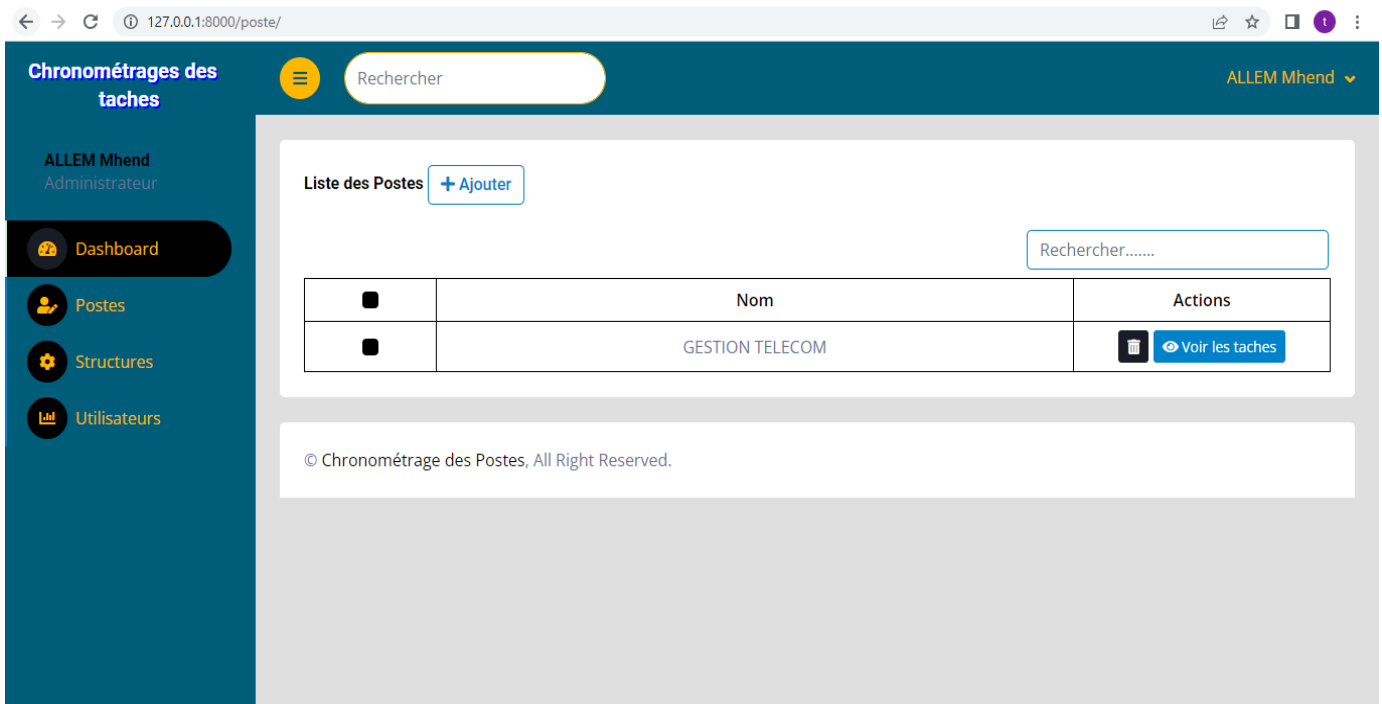 127.0.0.1:8000/poste/
t
Chronométrages des
taches
Rechercher
ALLEM Mhend
ALLEM Mhend
Administrateur
Dashboard
Postes
Structures
Utilisateurs
Liste des Postes Ajouter
Rechercher.......
Nom Actions
GESTION TELECOM Voir les taches
© Chronométrage des Postes, All Right Reserved.